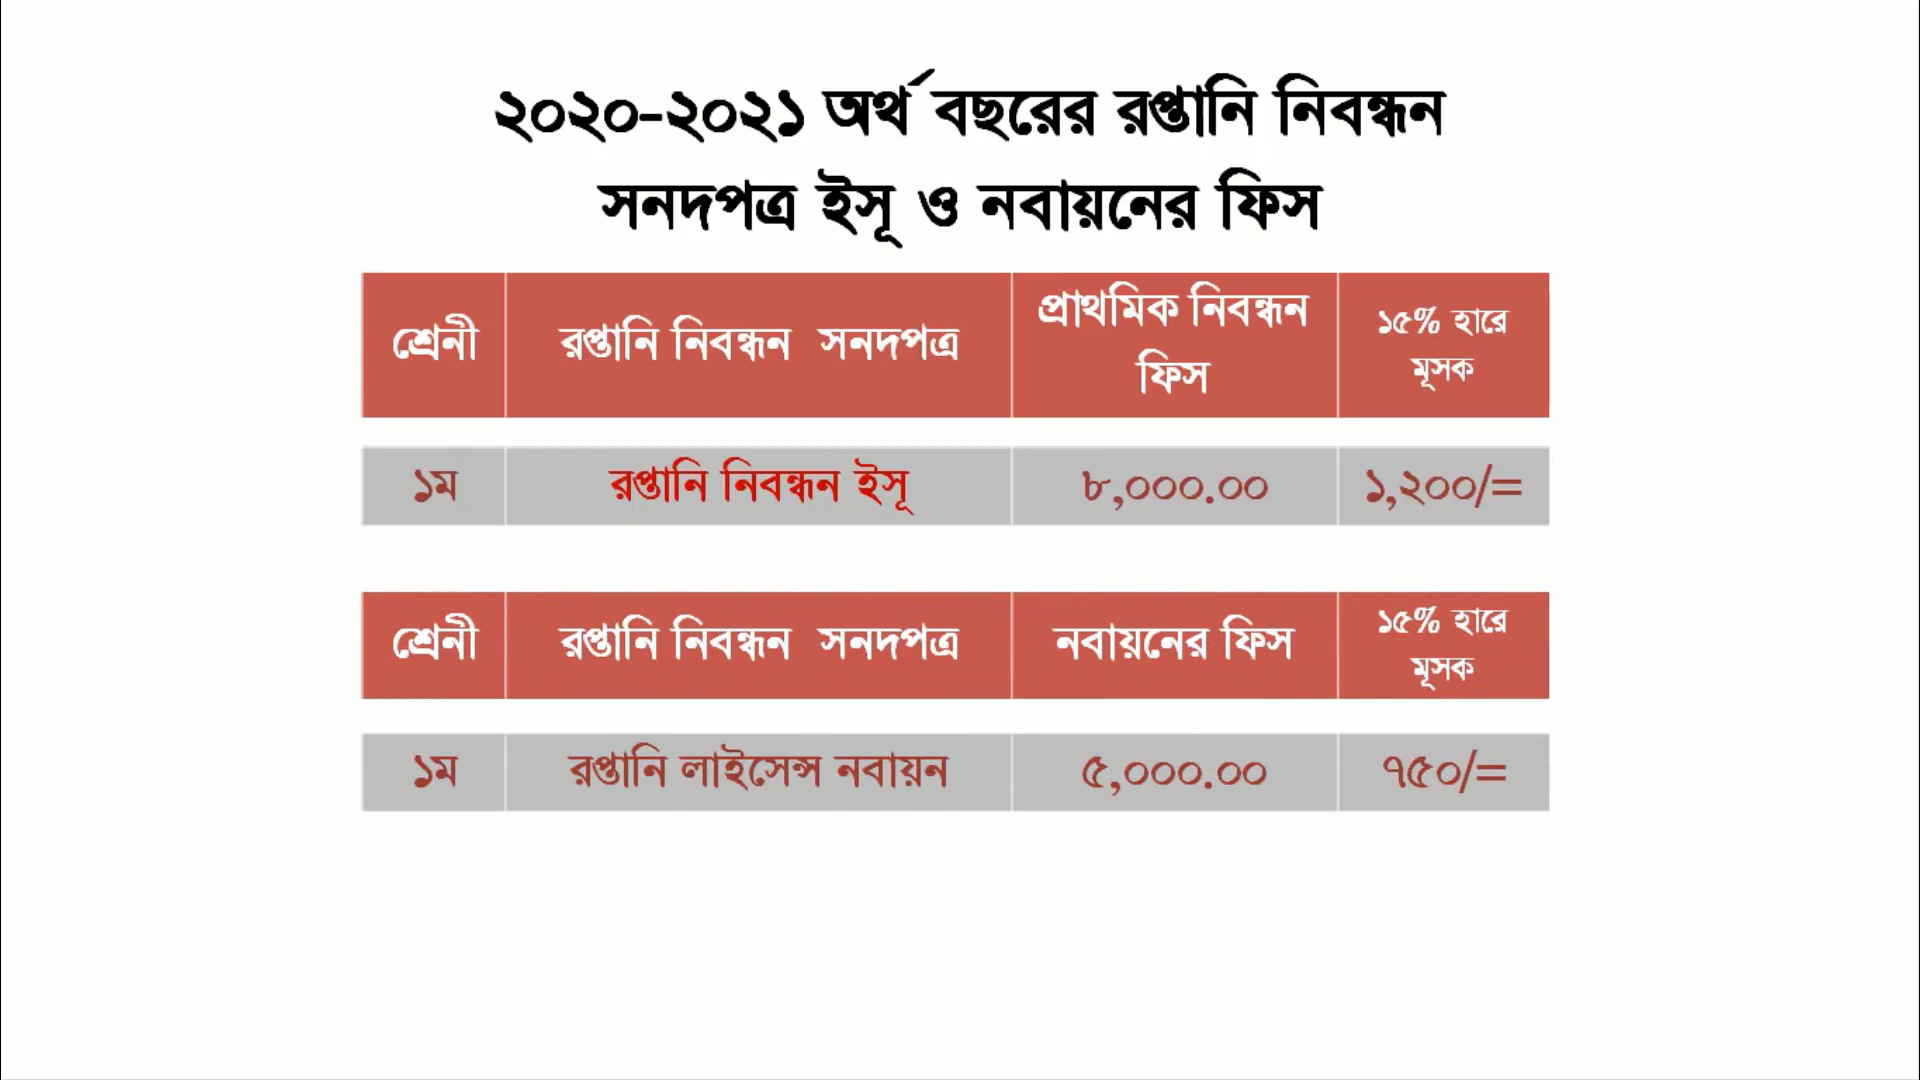 ২০২০-২০২১ অর্থ বছরের রপ্তানি নিবন্ধন
সনদপত্র ইসূ ও নবায়নের ফিস
শ্রেনী রপ্তানি নিবন্ধন সনদপত্র প্রাথমিক নিবন্ধন ফিস ১৫% হারে মূসক
১ম রপ্তানি নিবন্ধন ইসূ ৮,০০০.০০ ১,২০০/=
শ্রেনী রপ্তানি নিবন্ধন সনদপত্র নবায়নের ফিস ১৫% হারে মূসক
১ম রপ্তানি লাইসেন্স নবায়ন ৫,০০০.০০ ৭৫০/=